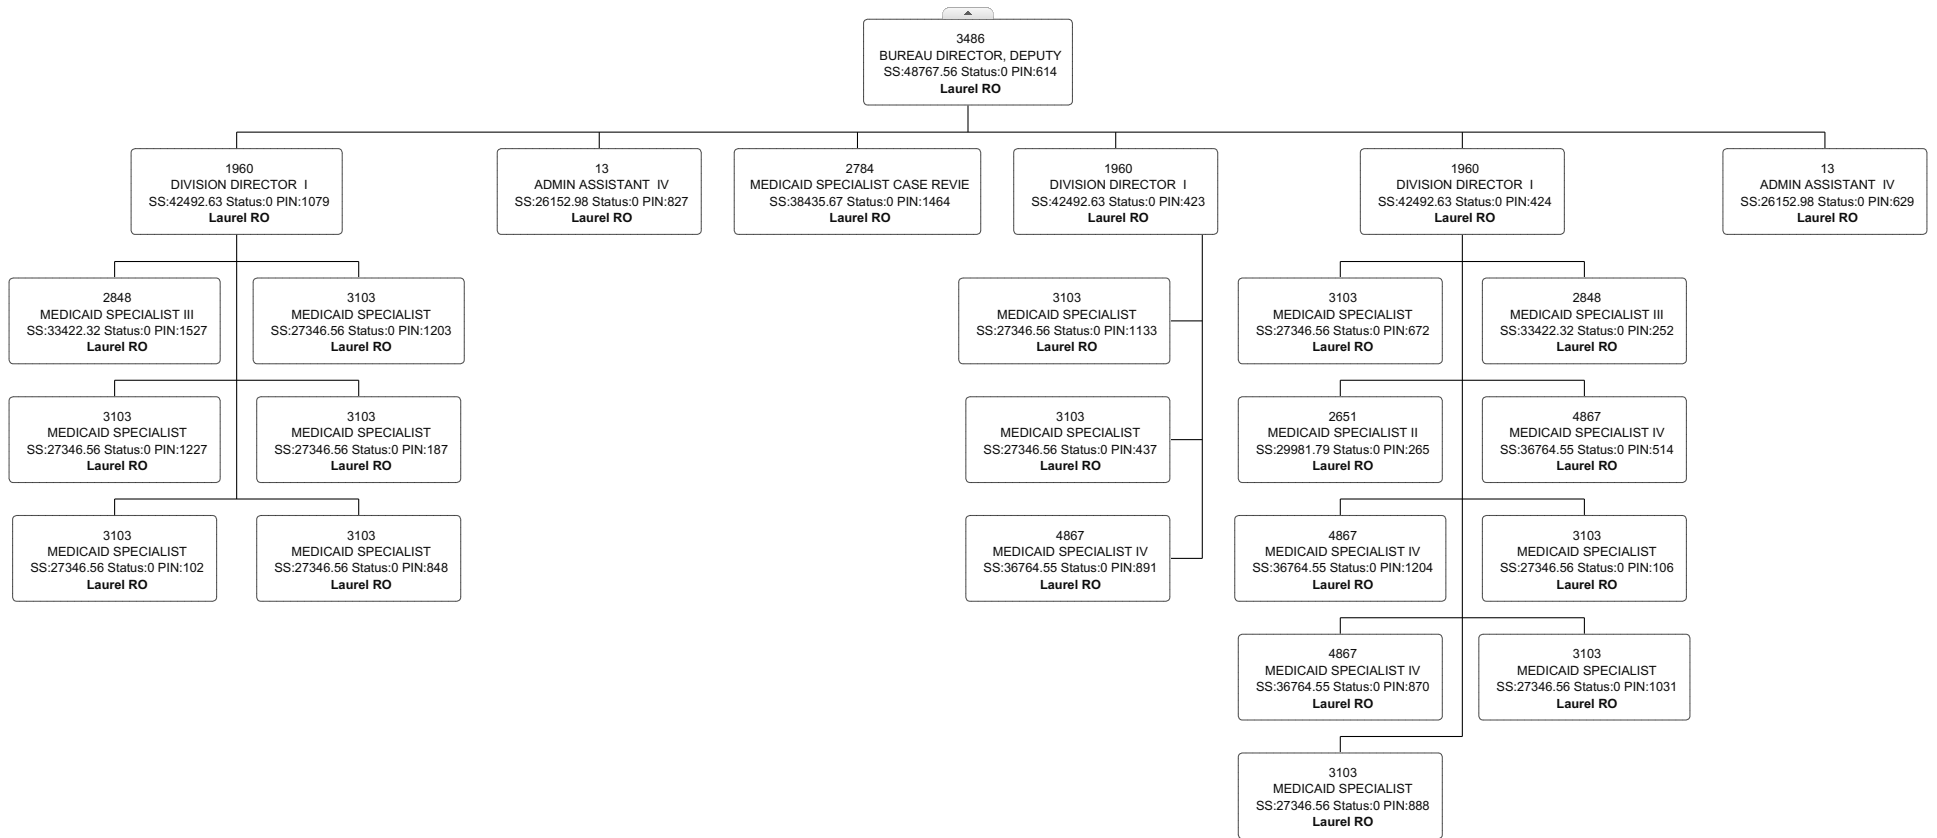 3486
BUREAU DIRECTOR, DEPUTY
SS:48767.56 Status:0 PIN:614
Laurel RO
1960
DIVISION DIRECTOR I
SS:42492.63 Status:0 PIN:1079
Laurel RO
13
ADMIN ASSISTANT IV
SS:26152.98 Status:0 PIN:827
Laurel RO
2784
MEDICAID SPECIALIST CASE REVIE
SS:38435.67 Status:0 PIN:1464
Laurel RO
1960
DIVISION DIRECTOR I
SS:42492.63 Status:0 PIN:423
Laurel RO
1960
DIVISION DIRECTOR I
SS:42492.63 Status:0 PIN:424
Laurel RO
13
ADMIN ASSISTANT IV
SS:26152.98 Status:0 PIN:629
Laurel RO
2848
MEDICAID SPECIALIST III
SS:33422.32 Status:0 PIN:1527
Laurel RO
3103
MEDICAID SPECIALIST
SS:27346.56 Status:0 PIN:1203
Laurel RO
3103
MEDICAID SPECIALIST
SS:27346.56 Status:0 PIN:1133
Laurel RO
3103
MEDICAID SPECIALIST
SS:27346.56 Status:0 PIN:672
Laurel RO
2848
MEDICAID SPECIALIST III
SS:33422.32 Status:0 PIN:252
Laurel RO
3103
MEDICAID SPECIALIST
SS:27346.56 Status:0 PIN:1227
Laurel RO
3103
MEDICAID SPECIALIST
SS:27346.56 Status:0 PIN:187
Laurel RO
3103
MEDICAID SPECIALIST
SS:27346.56 Status:0 PIN:437
Laurel RO
2651
MEDICAID SPECIALIST II
SS:29981.79 Status:0 PIN:265
Laurel RO
4867
MEDICAID SPECIALIST IV
SS:36764.55 Status:0 PIN:514
Laurel RO
3103
MEDICAID SPECIALIST
SS:27346.56 Status:0 PIN:102
Laurel RO
3103
MEDICAID SPECIALIST
SS:27346.56 Status:0 PIN:848
Laurel RO
4867
MEDICAID SPECIALIST IV
SS:36764.55 Status:0 PIN:891
Laurel RO
4867
MEDICAID SPECIALIST IV
SS:36764.55 Status:0 PIN:1204
Laurel RO
3103
MEDICAID SPECIALIST
SS:27346.56 Status:0 PIN:106
Laurel RO
4867
MEDICAID SPECIALIST IV
SS:36764.55 Status:0 PIN:870
Laurel RO
3103
MEDICAID SPECIALIST
SS:27346.56 Status:0 PIN:1031
Laurel RO
3103
MEDICAID SPECIALIST
SS:27346.56 Status:0 PIN:888
Laurel RO